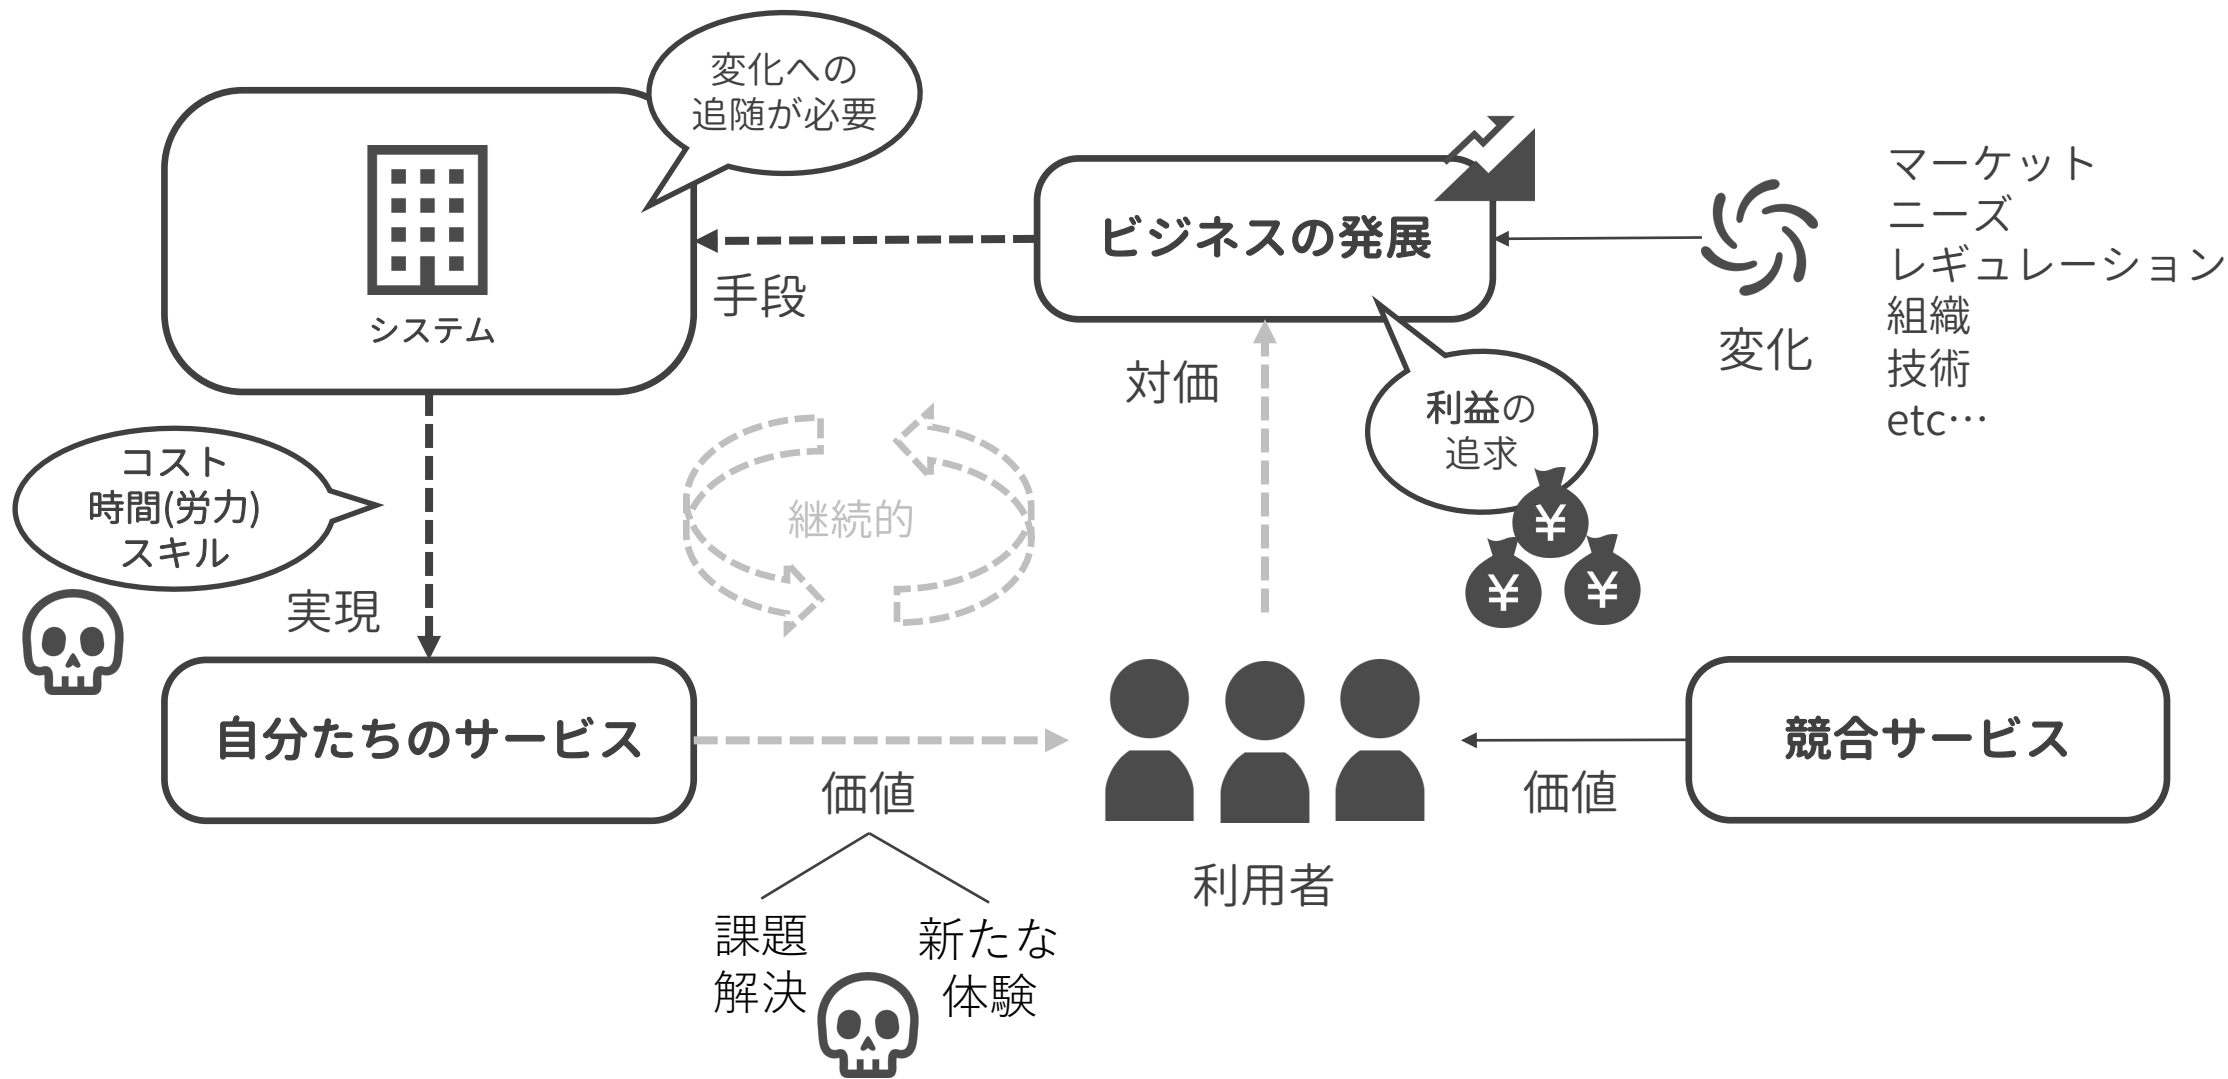 変化への
追随が必要
システム
手段
ビジネスの発展
変化
マーケット
ニーズ
レギュレーション
組織
技術
etc…
対価
利益の
追求
¥
¥
¥
継続的
コスト
時間(労力)
スキル
実現
自分たちのサービス
価値
課題
解決
新たな
体験
利用者
価値
競合サービス